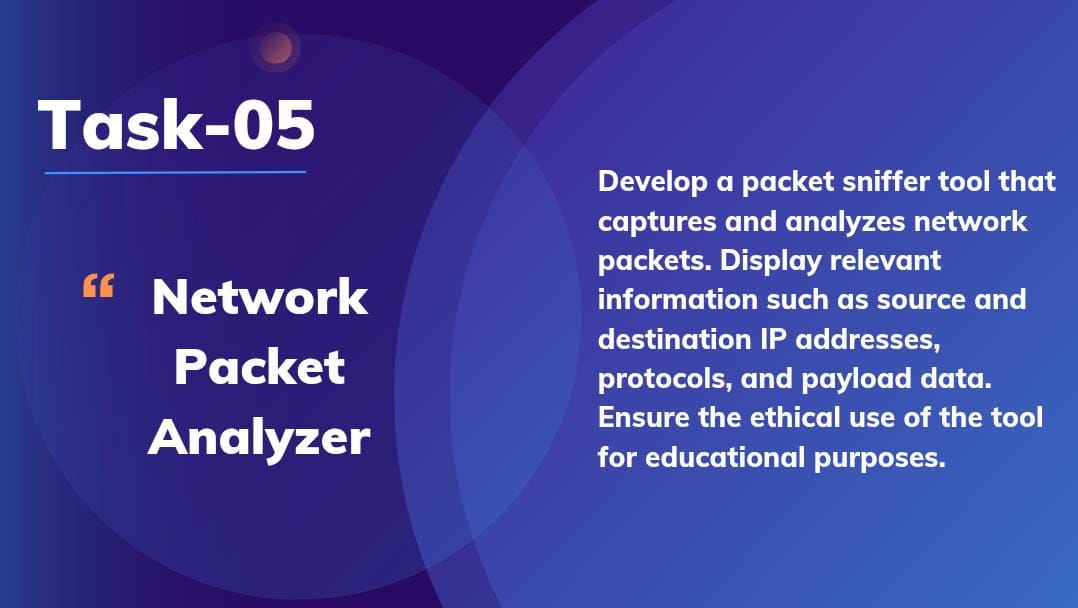 Task-05
“ Network
Packet
Analyzer
Develop a packet sniffer tool that
captures and analyzes network
packets. Display relevant
information such as source and
destination IP addresses,
protocols, and payload data.
Ensure the ethical use of the tool
for educational purposes.